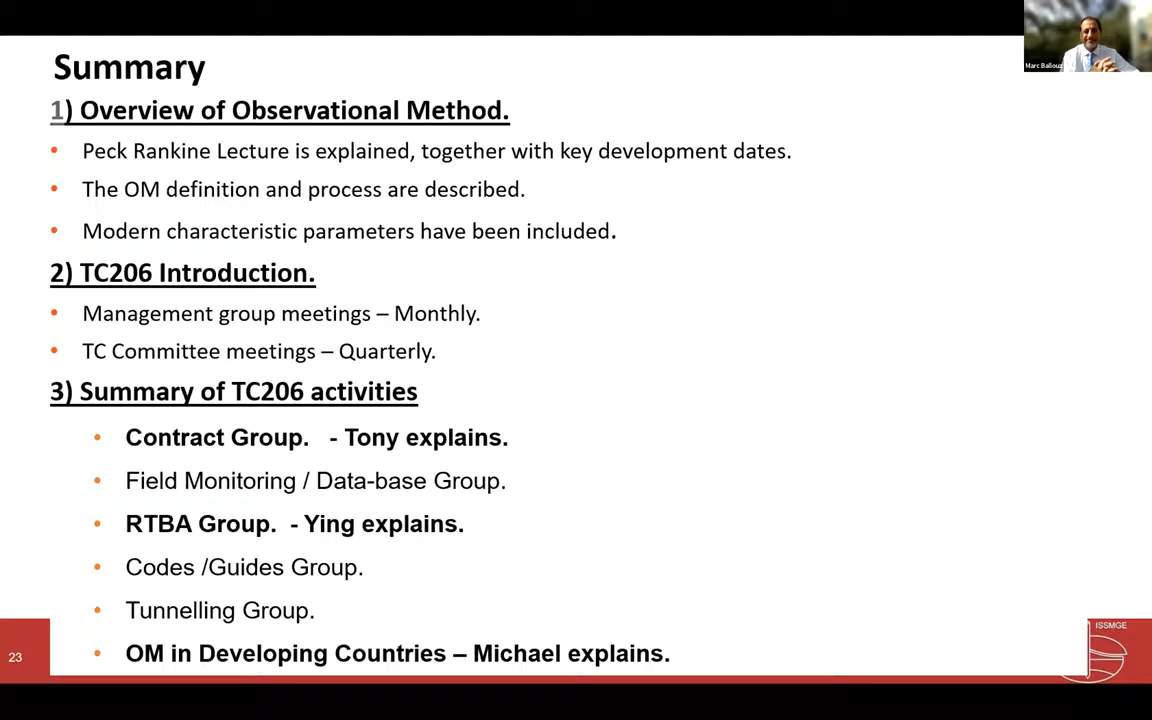 Summary
Marc Ballouz
1) Overview of Observational Method.
• Peck Rankine Lecture is explained, together with key development dates.
• The OM definition and process are described.
• Modern characteristic parameters have been included.
2) TC206 Introduction.
• Management group meetings – Monthly.
• TC Committee meetings – Quarterly.
3) Summary of TC206 activities
• Contract Group. - Tony explains.
• Field Monitoring / Data-base Group.
• RTBA Group. - Ying explains.
• Codes /Guides Group.
• Tunnelling Group.
• OM in Developing Countries – Michael explains.
ISSMGE
23